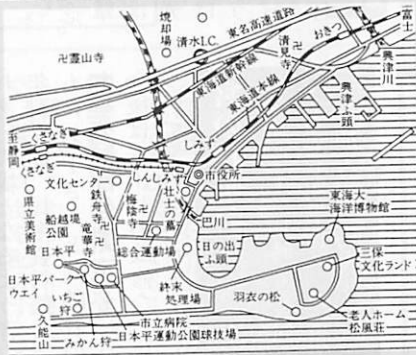 焼却場
清水I.C.
東名高速道路
富士
卍霊山寺
清見寺
卍
おきつ
東海道新幹線
東海道本線
興津川
興津ふ頭
至静岡
くさなぎ
くさなぎ
しみず
しんしみず
市役所
文化センター
鉄舟寺
梅蔭寺
壮士の墓
巴川
県立美術館
船越堤公園
竜華寺
総合運動場
日の出ふ頭
東海大海洋博物館
日本平
日本平パークウエイ
いちご狩
終末処理場
羽衣の松
三保文化ランド
久能山
みかん狩
市立病院
日本平運動公園球技場
老人ホーム松風荘